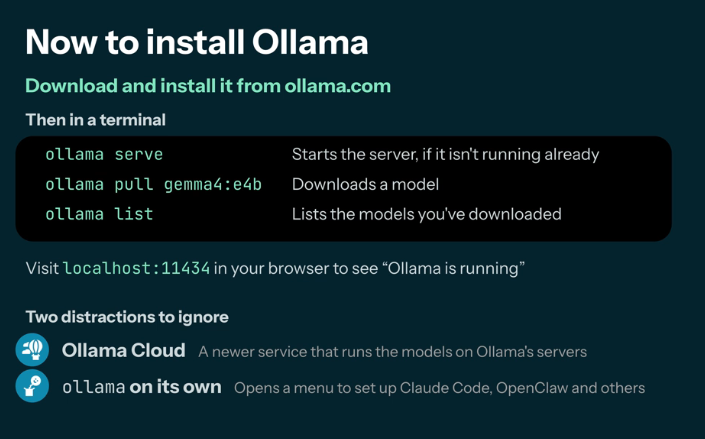 Now to install Ollama
Download and install it from ollama.com
Then in a terminal
ollama serve Starts the server, if it isn't running already
ollama pull gemma4:e4b Downloads a model
ollama list Lists the models you've downloaded
Visit localhost:11434 in your browser to see “Ollama is running”
Two distractions to ignore
Ollama Cloud A newer service that runs the models on Ollama's servers
ollama on its own Opens a menu to set up Claude Code, OpenClaw and others